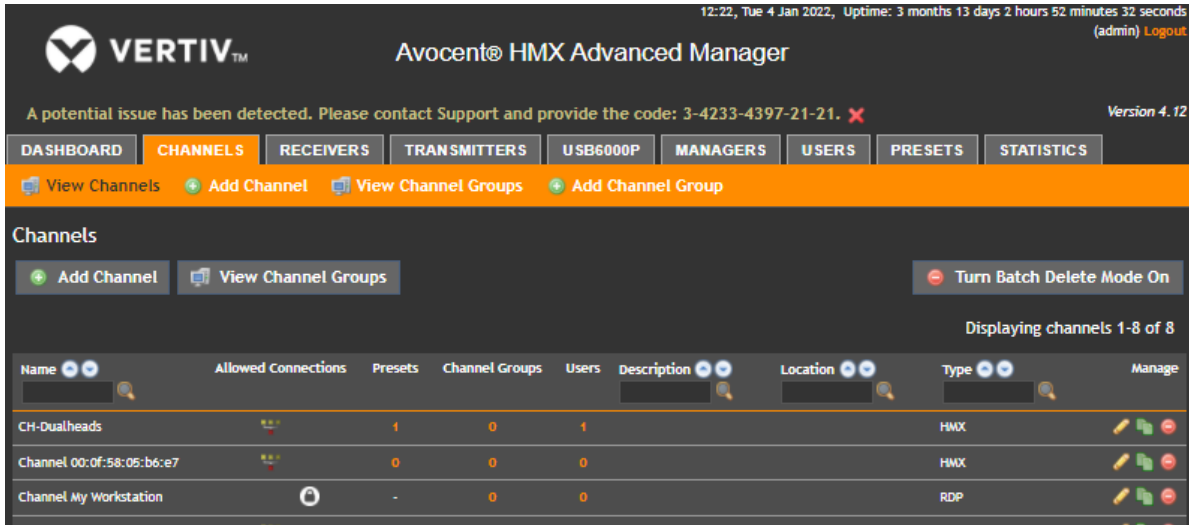 12:22, Tue 4 Jan 2022, Uptime: 3 months 13 days 2 hours 52 minutes 32 seconds
(admin) Logout
VERTIV™
Avocent® HMX Advanced Manager
A potential issue has been detected. Please contact Support and provide the code: 3-4233-4397-21-21.
Version 4.12
DASHBOARD CHANNELS RECEIVERS TRANSMITTERS USB6000P MANAGERS USERS PRESETS STATISTICS
View Channels Add Channel View Channel Groups Add Channel Group
Channels
Add Channel View Channel Groups Turn Batch Delete Mode On
Displaying channels 1-8 of 8
Name Allowed Connections Presets Channel Groups Users Description Location Type Manage
CH-Dualheads 1 0 1 HMX
Channel 00:0f:58:05:b6:e7 0 0 0 HMX
Channel My Workstation - 0 0 RDP